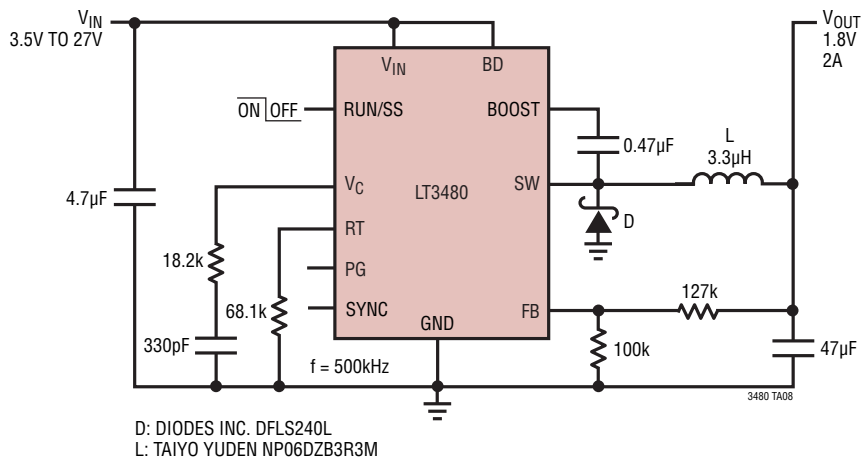 VIN
3.5V TO 27V
VOUT
1.8V
2A
VIN
BD
ON OFF
RUN/SS
BOOST
0.47µF
L
3.3µH
4.7µF
VC
LT3480
SW
D
RT
18.2k
PG
127k
68.1k
SYNC
FB
GND
330pF
f = 500kHz
100k
47µF
3480 TA08
D: DIODES INC. DFLS240L
L: TAIYO YUDEN NP06DZB3R3M